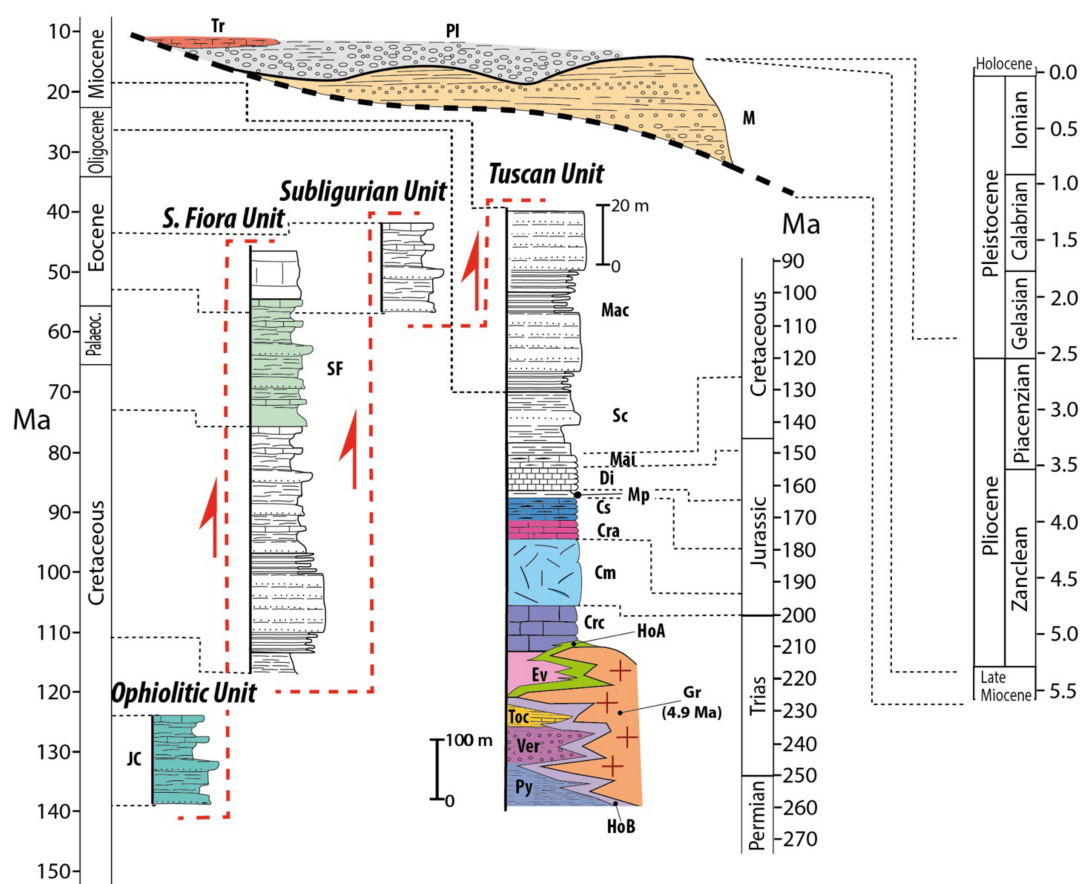 10
20
30
40
50
60
70
80
90
100
110
120
130
140
150
Ma
Miocene
Oligocene
Eocene
Palaeoc.
Cretaceous
Tr
Pl
M
S. Fiora Unit
SF
Subligurian Unit
Ophiolitic Unit
JC
Tuscan Unit
20 m
0
100 m
0
Mac
Sc
Mai
Di
Mp
Cs
Cra
Cm
Crc
HoA
Ev
Toc
Gr
(4.9 Ma)
Ver
Py
HoB
Ma
90
100
110
120
130
140
150
160
170
180
190
200
210
220
230
240
250
260
270
Cretaceous
Jurassic
Trias
Permian
Holocene
Pleistocene
Pliocene
Late
Miocene
Ionian
Calabrian
Gelasian
Piacenzian
Zanclean
0.0
0.5
1.0
1.5
2.0
2.5
3.0
3.5
4.0
4.5
5.0
5.5